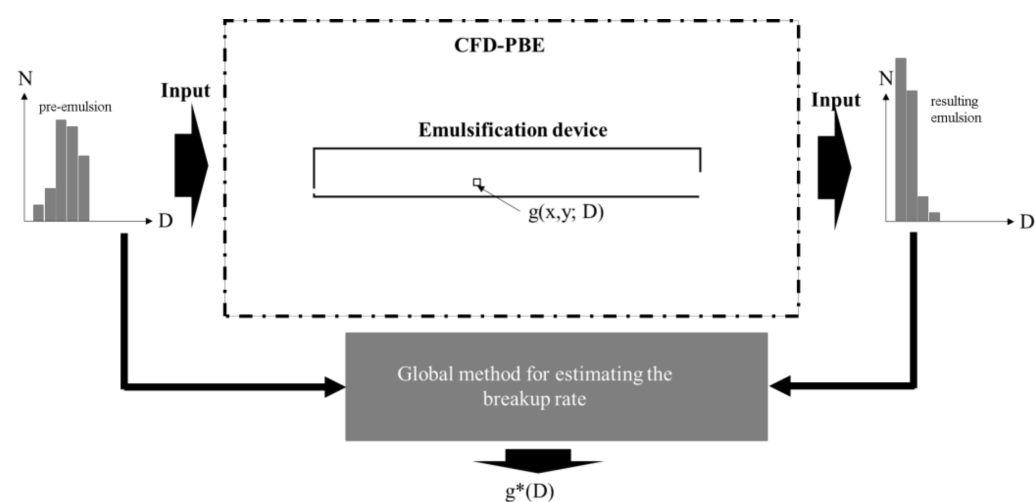 CFD-PBE
N
pre-emulsion
D
Input
Emulsification device
g(x,y; D)
Input
N
resulting
emulsion
D
Global method for estimating the
breakup rate
g*(D)